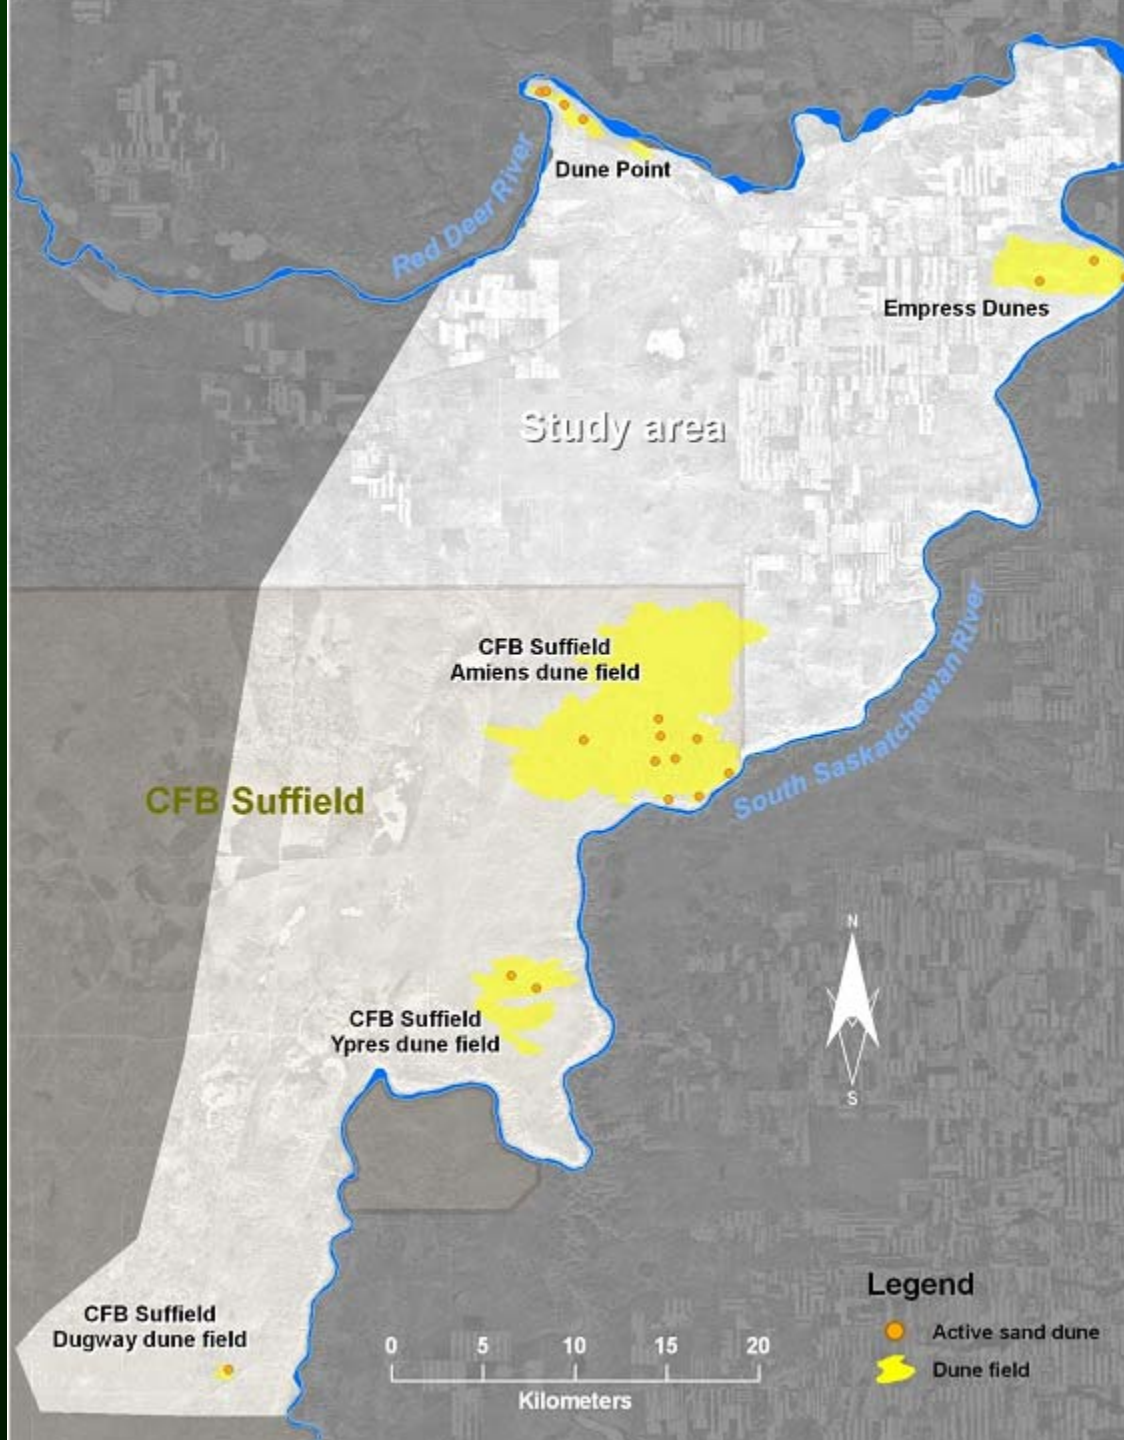 Dune Point
Red Deer River
Empress Dunes
Study area
CFB Suffield
Amiens dune field
South Saskatchewan River
CFB Suffield
N
S
CFB Suffield
Ypres dune field
Legend
Active sand dune
Dune field
CFB Suffield
Dugway dune field
0 5 10 15 20
Kilometers